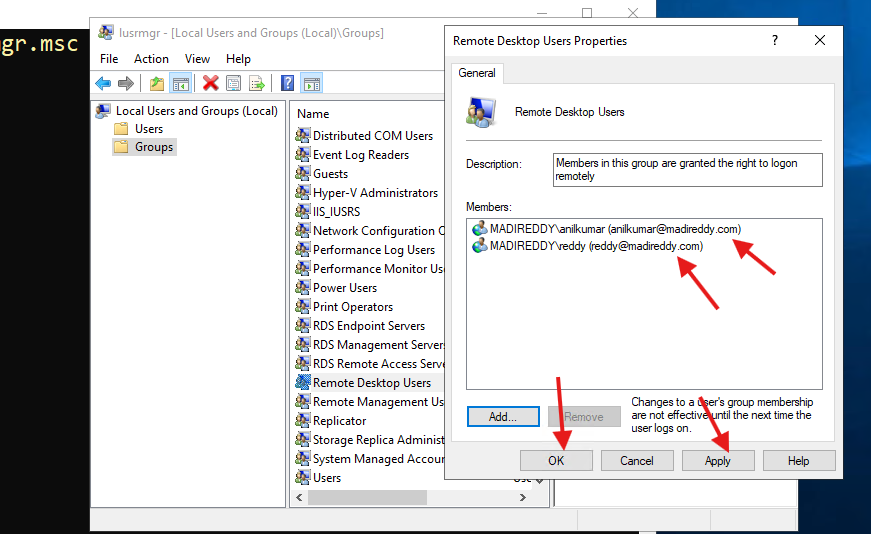 gr.msc
lusrmgr - [Local Users and Groups (Local)\Groups]
File Action View Help
Local Users and Groups (Local)
Users
Groups
Name
Distributed COM Users
Event Log Readers
Guests
Hyper-V Administrators
IIS_IUSRS
Network Configuration O
Performance Log Users
Performance Monitor Us
Power Users
Print Operators
RDS Endpoint Servers
RDS Management Servers
RDS Remote Access Serve
Remote Desktop Users
Remote Management Us
Replicator
Storage Replica Administ
System Managed Accoun
Users
Remote Desktop Users Properties
?
General
Remote Desktop Users
Description:
Members in this group are granted the right to logon
remotely
Members:
MADIREDDY\anilkumar (anilkumar@madireddy.com)
MADIREDDY\reddy (reddy@madireddy.com)
Add...
Remove
Changes to a user's group membership
are not effective until the next time the
user logs on.
OK
Cancel
Apply
Help